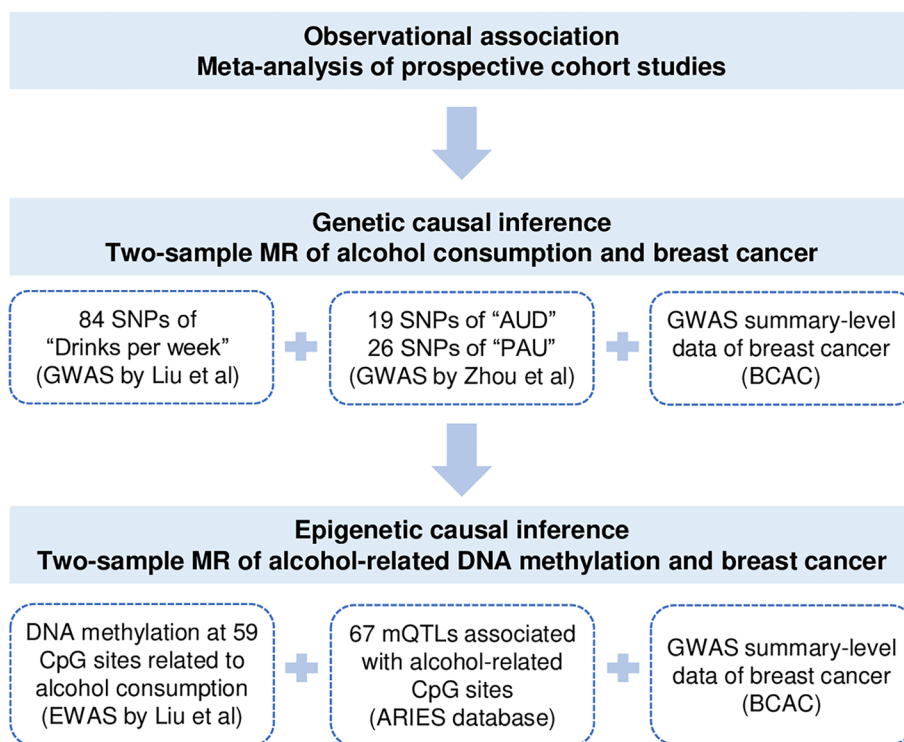 Observational association
Meta-analysis of prospective cohort studies
Genetic causal inference
Two-sample MR of alcohol consumption and breast cancer
84 SNPs of
“Drinks per week”
(GWAS by Liu et al)
19 SNPs of “AUD”
26 SNPs of “PAU”
(GWAS by Zhou et al)
GWAS summary-level
data of breast cancer
(BCAC)
Epigenetic causal inference
Two-sample MR of alcohol-related DNA methylation and breast cancer
DNA methylation at 59
CpG sites related to
alcohol consumption
(EWAS by Liu et al)
67 mQTLs associated
with alcohol-related
CpG sites
(ARIES database)
GWAS summary-level
data of breast cancer
(BCAC)